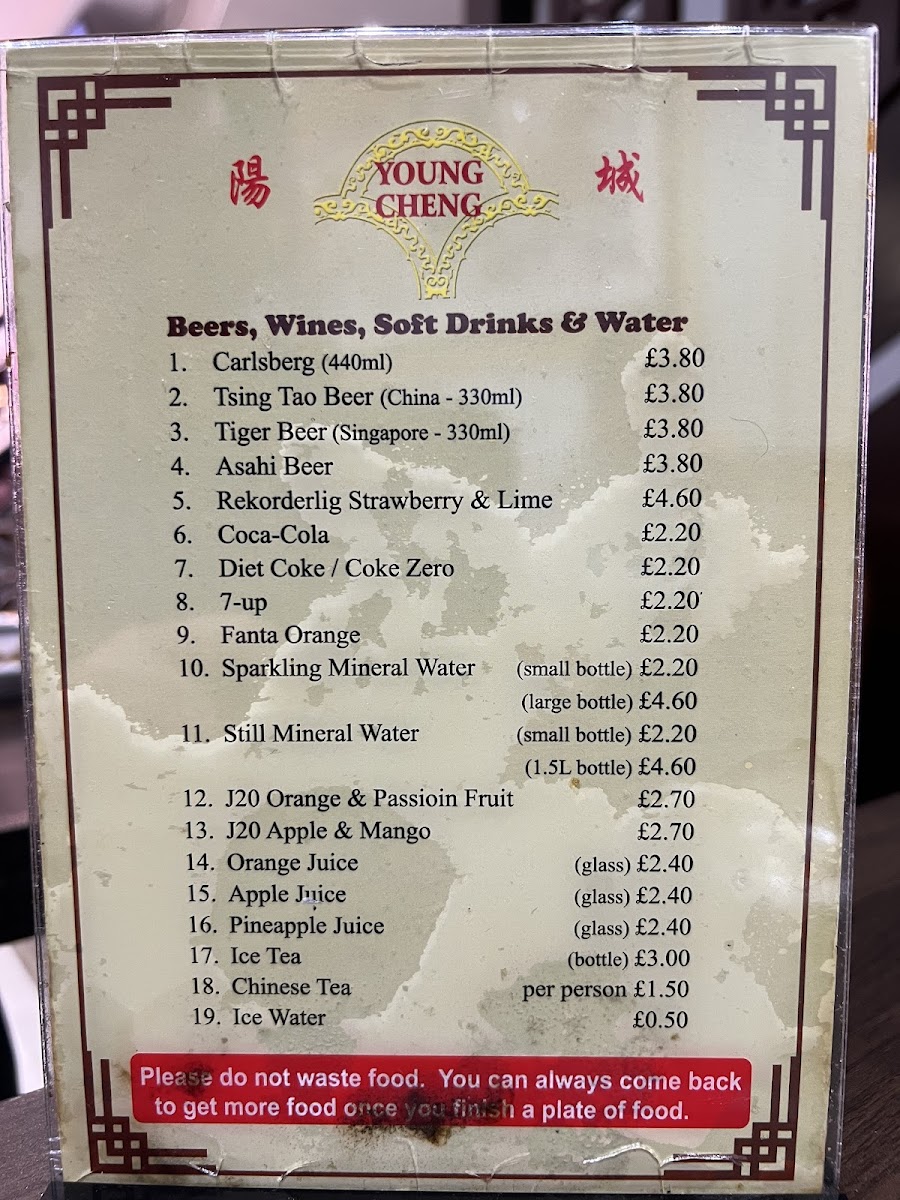 陽 YOUNG CHENG 城
Beers, Wines, Soft Drinks & Water
1. Carlsberg (440ml) £3.80
2. Tsing Tao Beer (China - 330ml) £3.80
3. Tiger Beer (Singapore - 330ml) £3.80
4. Asahi Beer £3.80
5. Rekorderlig Strawberry & Lime £4.60
6. Coca-Cola £2.20
7. Diet Coke / Coke Zero £2.20
8. 7-up £2.20
9. Fanta Orange £2.20
10. Sparkling Mineral Water (small bottle) £2.20
(large bottle) £4.60
11. Still Mineral Water (small bottle) £2.20
(1.5L bottle) £4.60
12. J20 Orange & Passioin Fruit £2.70
13. J20 Apple & Mango £2.70
14. Orange Juice (glass) £2.40
15. Apple Juice (glass) £2.40
16. Pineapple Juice (glass) £2.40
17. Ice Tea (bottle) £3.00
18. Chinese Tea per person £1.50
19. Ice Water £0.50
Please do not waste food. You can always come back
to get more food once you finish a plate of food.